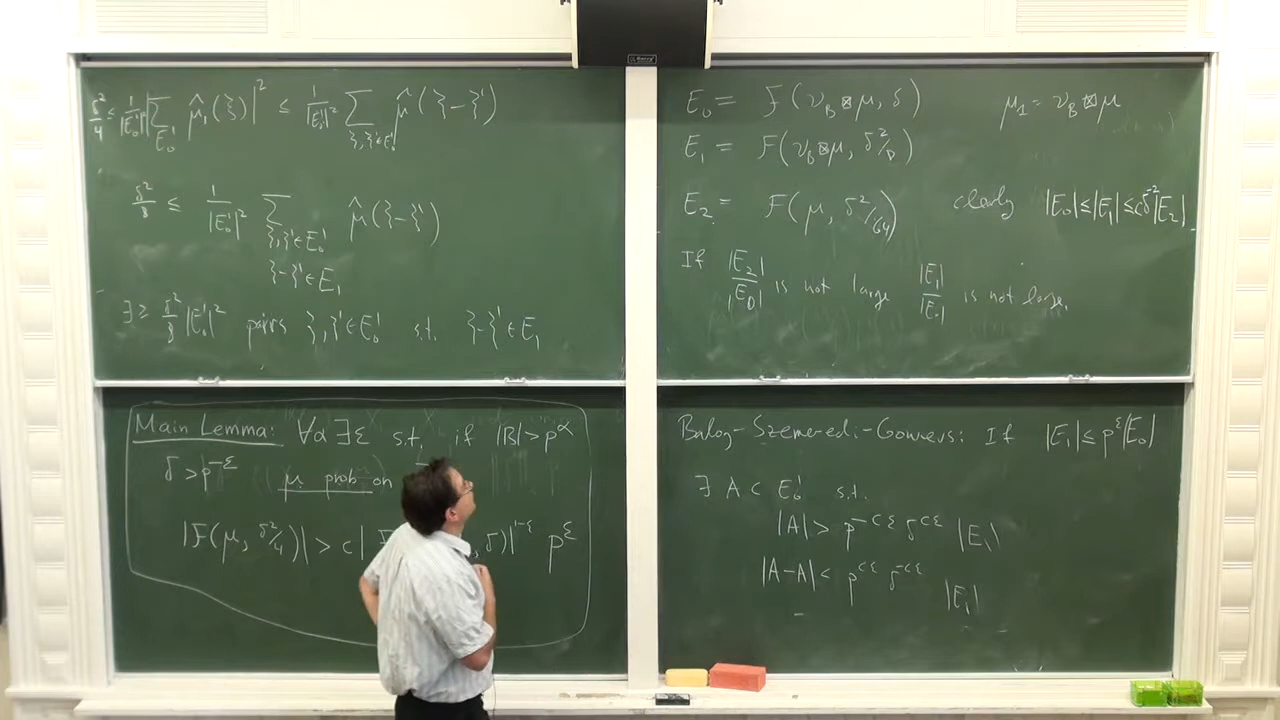 δ²/4 ≤ 1/|E₀'|² |∑_{E₀'} μ̂₁(ξ)|² ≤ 1/|E₀'|² ∑_{ξ,ξ'∈E₀'} μ̂(ξ-ξ')
δ²/8 ≤ 1/|E₀'|² ∑_{ξ,ξ'∈E₀', ξ-ξ'∈E₁} μ̂(ξ-ξ')
∃ ≥ δ²/8 |E₀'|² pairs ξ,ξ'∈E₀' s.t. ξ-ξ'∈E₁
E₀ = F(ν_B ⊠ μ, δ) μ₁ = ν_B ⊠ μ
E₁ = F(ν_B ⊠ μ, δ²/8)
E₂ = F(μ, δ²/64) clearly |E₀| ≤ |E₁| ≤ cδ⁻²|E₂|
If |E₂|/|E₀| is not large |E₁|/|E₀| is not large.
Main Lemma: ∀α ∃ε s.t. if |B| > p^α
δ > p^{-ε} μ prob on
|F(μ, δ²/4)| > c| , δ)|^{1-ε} p^ε
Balog-Szemeredi-Gowers: If |E₁| ≤ p^ε|E₀|
∃ A ⊂ E₀' s.t.
|A| > p^{-cε} δ^{cε} |E₁|
|A-A| < p^{cε} δ^{-cε} |E₁|